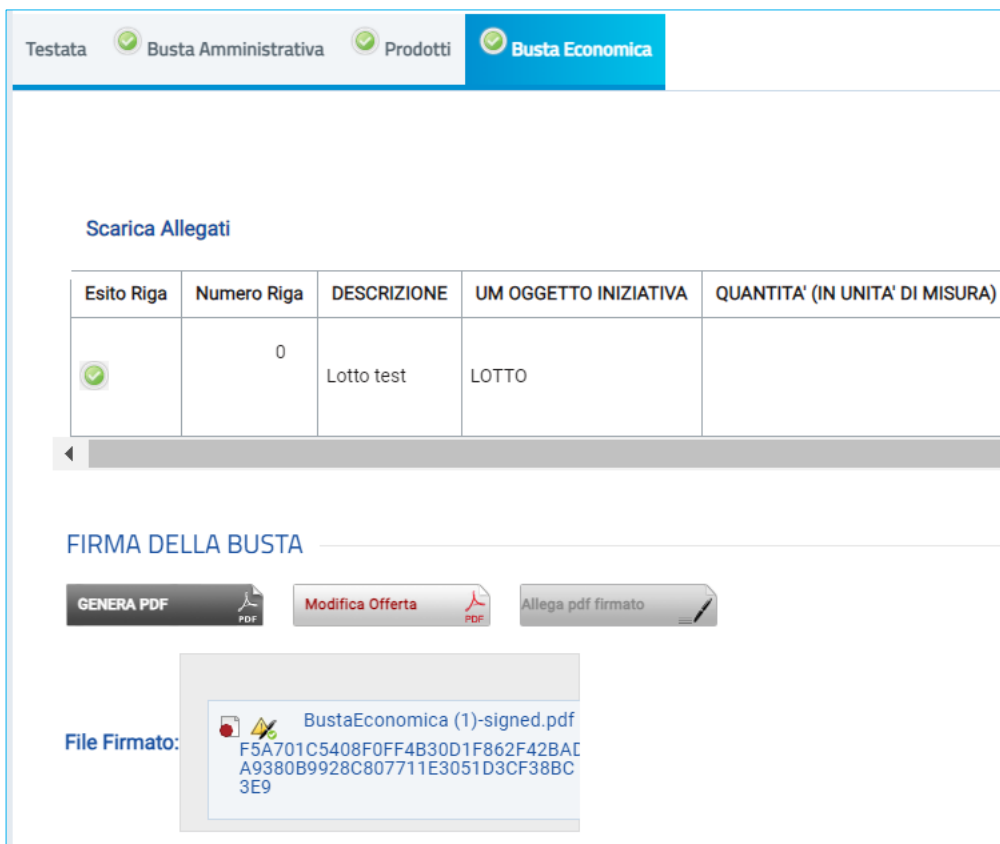 Testata Busta Amministrativa Prodotti Busta Economica
Scarica Allegati
Esito Riga Numero Riga DESCRIZIONE UM OGGETTO INIZIATIVA QUANTITA' (IN UNITA' DI MISURA)
0
Lotto test LOTTO
FIRMA DELLA BUSTA
GENERA PDF PDF Modifica Offerta PDF Allega pdf firmato
File Firmato: BustaEconomica (1)-signed.pdf
F5A701C5408F0FF4B30D1F862F42BAD
A9380B9928C807711E3051D3CF38BC
3E9